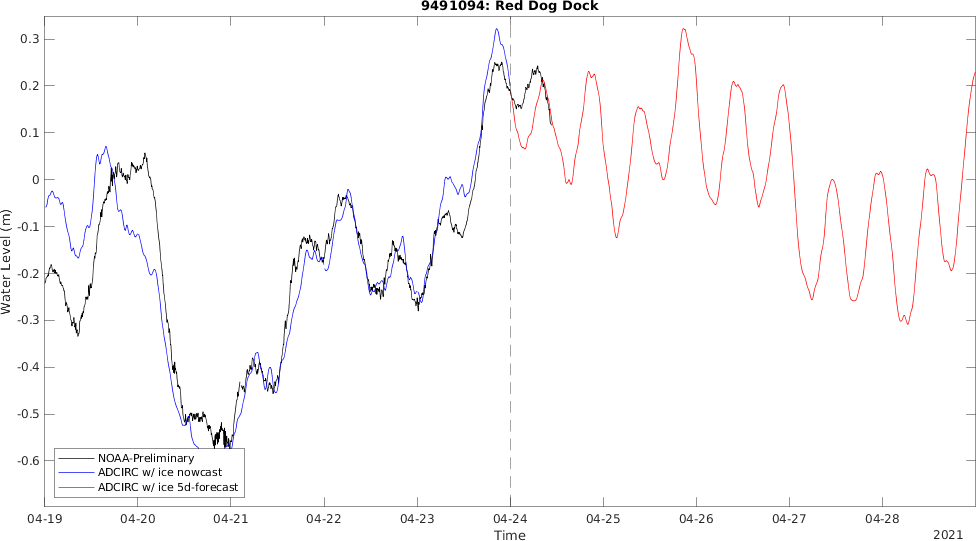 9491094: Red Dog Dock
0.3
0.2
0.1
0
-0.1
-0.2
-0.3
-0.4
-0.5
-0.6
Water Level (m)
NOAA-Preliminary
ADCIRC w/ ice nowcast
ADCIRC w/ ice 5d-forecast
04-19 04-20 04-21 04-22 04-23 04-24 04-25 04-26 04-27 04-28
Time
2021